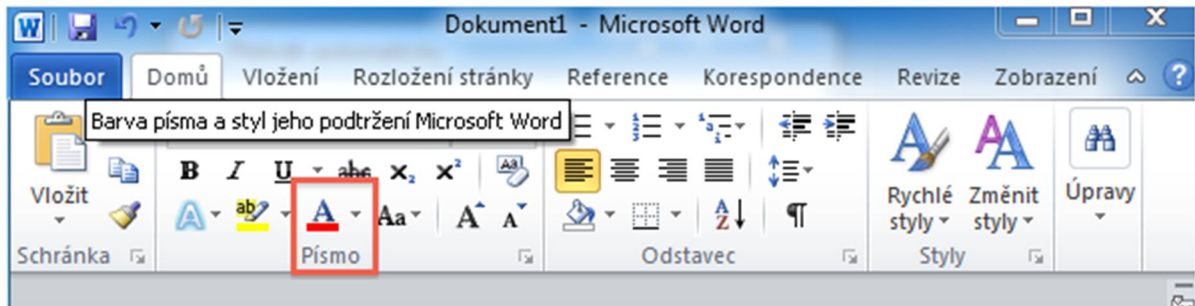 Dokument1 - Microsoft Word
Soubor Domů Vložení Rozložení stránky Reference Korespondence Revize Zobrazení
Barva písma a styl jeho podtržení Microsoft Word
B I U abc x₂ x²
Vložit
Aa A A
Rychlé styly
Změnit styly
Úpravy
Schránka Písmo Odstavec Styly